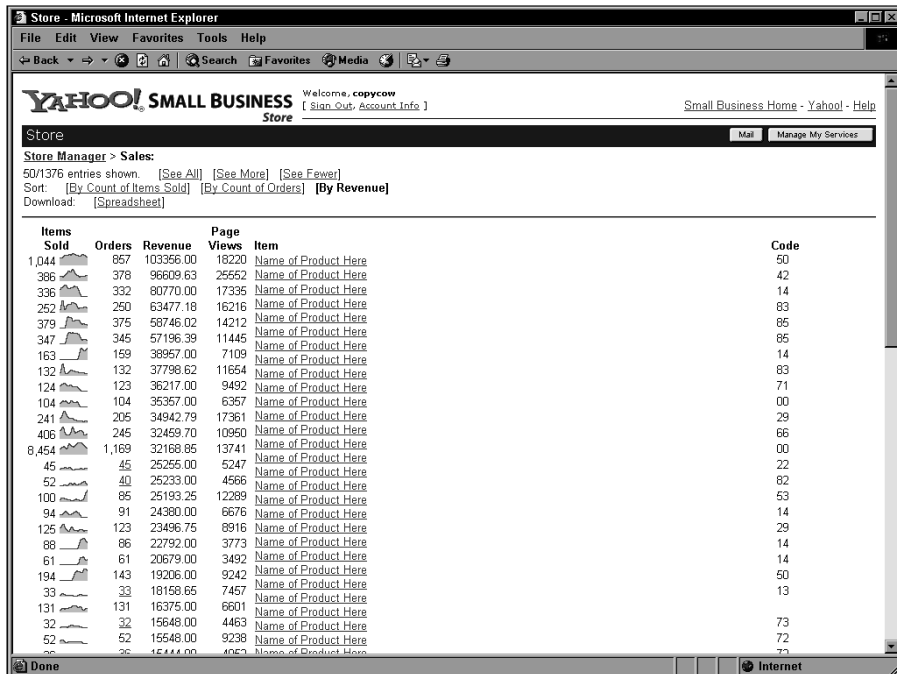 Store - Microsoft Internet Explorer
File Edit View Favorites Tools Help
Back Search Favorites Media
YAHOO! SMALL BUSINESS
Store
Welcome, copycow
[ Sign Out, Account Info ]
Small Business Home - Yahoo! - Help
Store Mail Manage My Services
Store Manager > Sales:
50/1376 entries shown. [See All] [See More] [See Fewer]
Sort: [By Count of Items Sold] [By Count of Orders] [By Revenue]
Download: [Spreadsheet]
Items Sold Orders Revenue Page Views Item Code
1,044 857 103356.00 18220 Name of Product Here 50
386 378 96609.63 25552 Name of Product Here 42
336 332 80770.00 17335 Name of Product Here 14
252 250 63477.18 16216 Name of Product Here 83
379 375 58746.02 14212 Name of Product Here 85
347 345 57196.39 11445 Name of Product Here 85
163 159 38957.00 7109 Name of Product Here 14
132 132 37798.62 11654 Name of Product Here 83
124 123 36217.00 9492 Name of Product Here 71
104 104 35357.00 6357 Name of Product Here 00
241 205 34942.79 17361 Name of Product Here 29
406 245 32459.70 10950 Name of Product Here 66
8,454 1,169 32168.85 13741 Name of Product Here 00
45 45 25255.00 5247 Name of Product Here 22
52 40 25233.00 4566 Name of Product Here 82
100 85 25193.25 12289 Name of Product Here 53
94 91 24380.00 6676 Name of Product Here 14
125 123 23496.75 8916 Name of Product Here 29
88 86 22792.00 3773 Name of Product Here 14
61 61 20679.00 3492 Name of Product Here 14
194 143 19206.00 9242 Name of Product Here 50
33 33 18158.65 7457 Name of Product Here 13
131 131 16375.00 6601 Name of Product Here
32 32 15648.00 4463 Name of Product Here 73
52 52 15548.00 9238 Name of Product Here 72
Name of Product Here
Done Internet